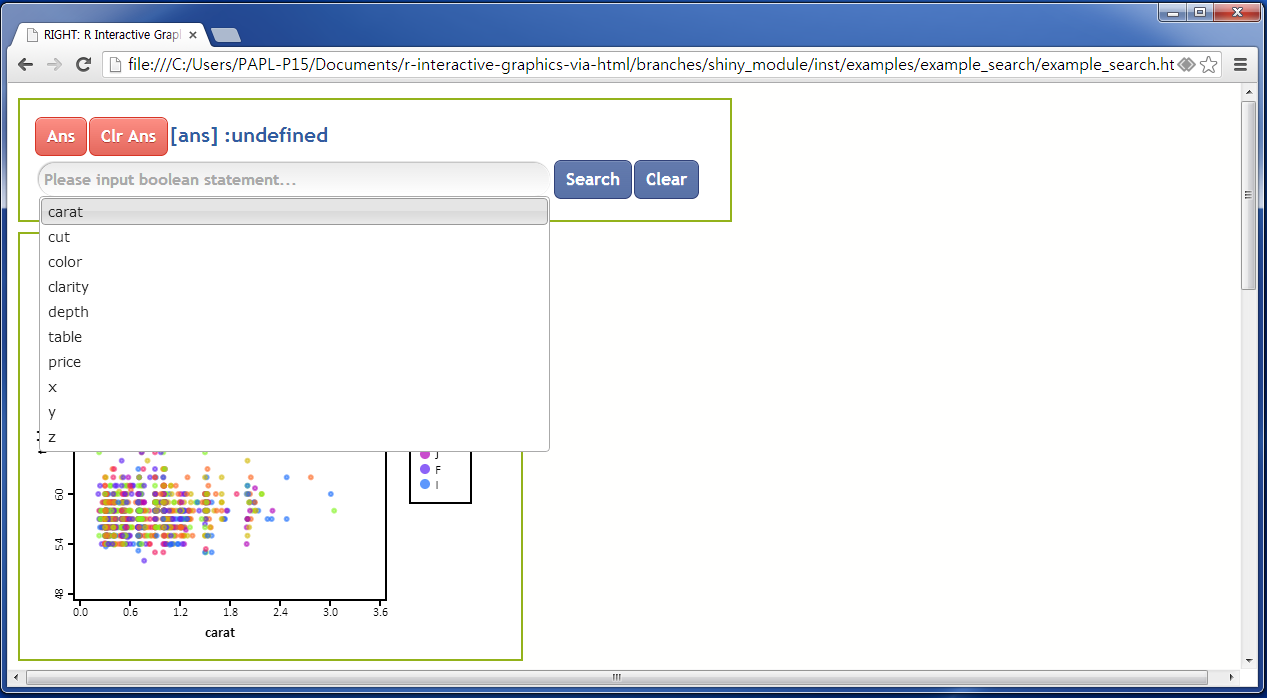 RIGHT: R Interactive Grap
file:///C:/Users/PAPL-P15/Documents/r-interactive-graphics-via-html/branches/shiny_module/inst/examples/example_search/example_search.ht
Ans Clr Ans [ans] :undefined
Please input boolean statement... Search Clear
carat
cut
color
clarity
depth
table
price
x
y
z
J
F
I
60
54
48
0.0 0.6 1.2 1.8 2.4 3.0 3.6
carat